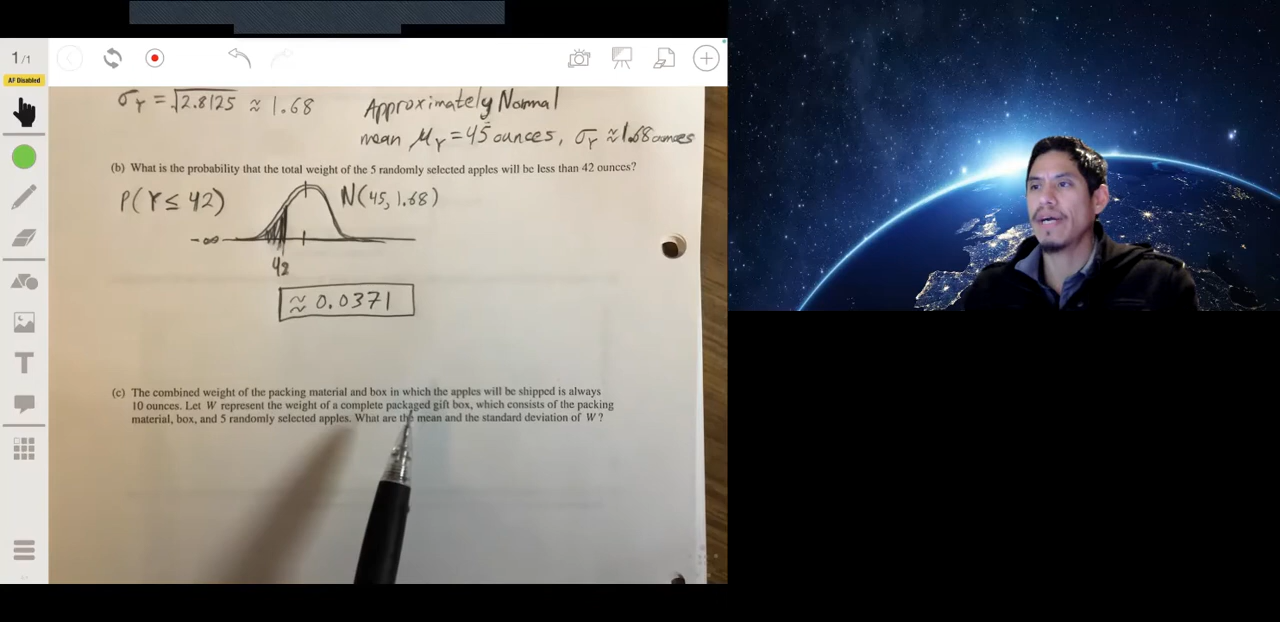 1/1
AF Disabled
σY = √2.8125 ≈ 1.68
Approximately Normal
mean μY = 45 ounces, σY ≈ 1.68 ounces
(b) What is the probability that the total weight of the 5 randomly selected apples will be less than 42 ounces?
P(Y ≤ 42)
N(45, 1.68)
-∞
42
≈ 0.0371
(c) The combined weight of the packing material and box in which the apples will be shipped is always
10 ounces. Let W represent the weight of a complete packaged gift box, which consists of the packing
material, box, and 5 randomly selected apples. What are the mean and the standard deviation of W?
T